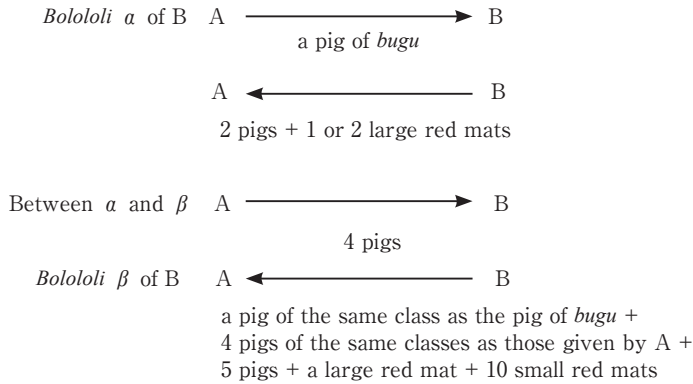 Bolololi α of B A B
a pig of bugu
A B
2 pigs + 1 or 2 large red mats
Between α and β A B
4 pigs
Bolololi β of B A B
a pig of the same class as the pig of bugu +
4 pigs of the same classes as those given by A +
5 pigs + a large red mat + 10 small red mats